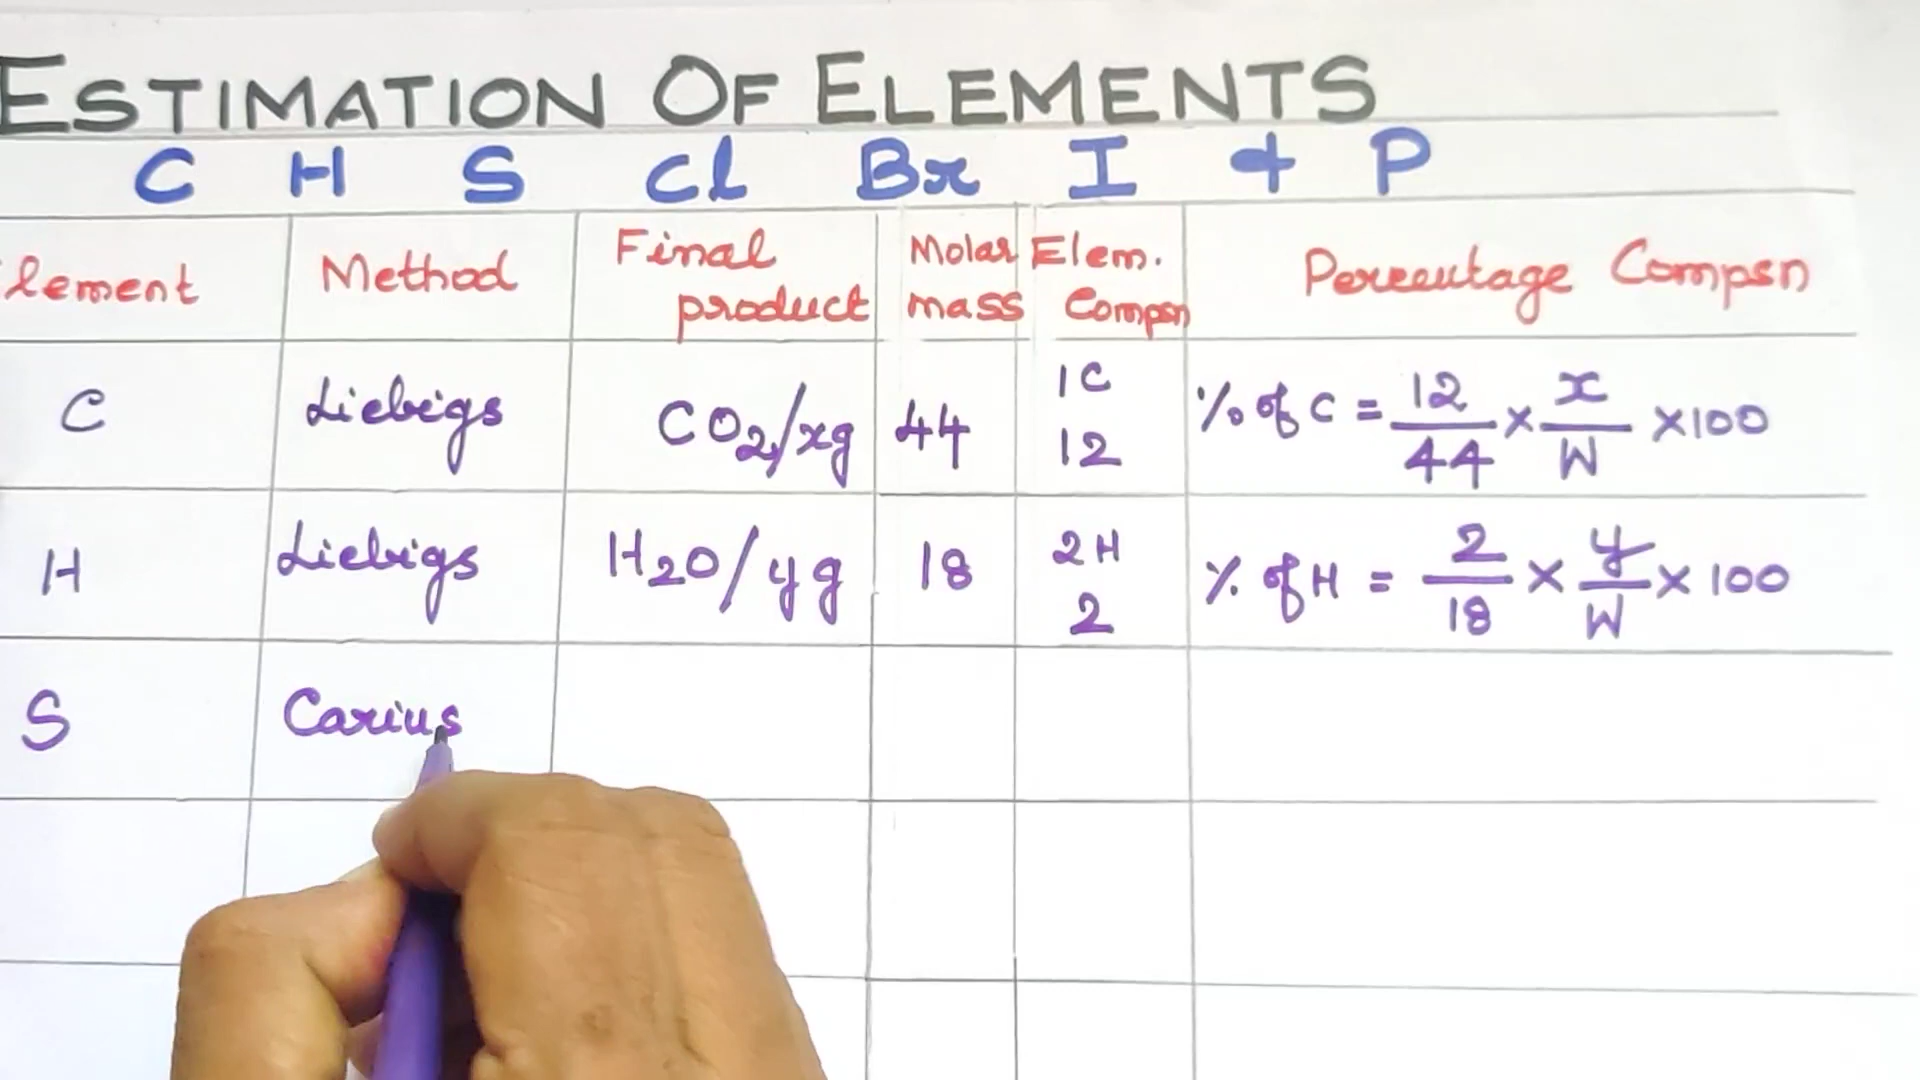 ESTIMATION OF ELEMENTS
C H S Cl Br I & P
lement Method Final product Molar mass Elem. Compsn Percentage Compsn
C Liebigs CO2/xg 44 1C 12 % of C = 12/44 × x/W ×100
H Liebigs H2O/yg 18 2H 2 % of H = 2/18 × y/W × 100
S Carius